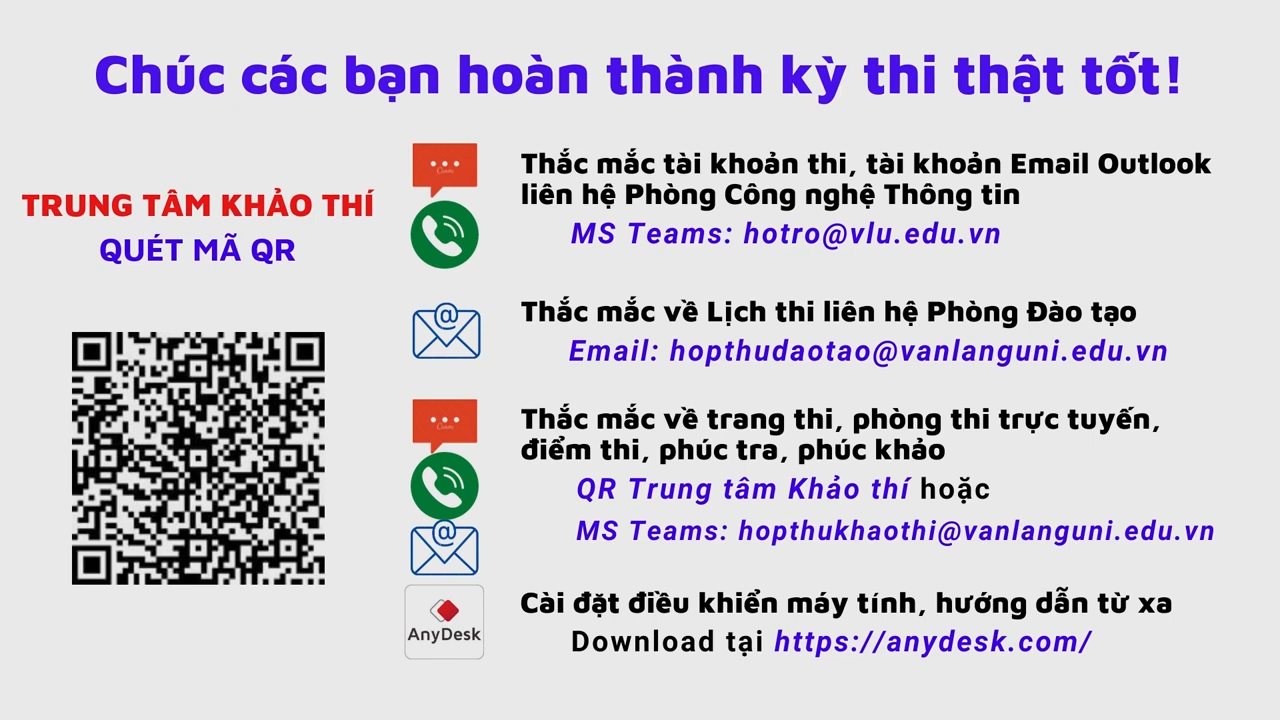 Chúc các bạn hoàn thành kỳ thi thật tốt!
TRUNG TÂM KHẢO THÍ
QUÉT MÃ QR
Thắc mắc tài khoản thi, tài khoản Email Outlook
liên hệ Phòng Công nghệ Thông tin
MS Teams: hotro@vlu.edu.vn
Thắc mắc về Lịch thi liên hệ Phòng Đào tạo
Email: hopthudaotao@vanlanguni.edu.vn
Thắc mắc về trang thi, phòng thi trực tuyến,
điểm thi, phúc tra, phúc khảo
QR Trung tâm Khảo thí hoặc
MS Teams: hopthukhaothi@vanlanguni.edu.vn
AnyDesk
Cài đặt điều khiển máy tính, hướng dẫn từ xa
Download tại https://anydesk.com/